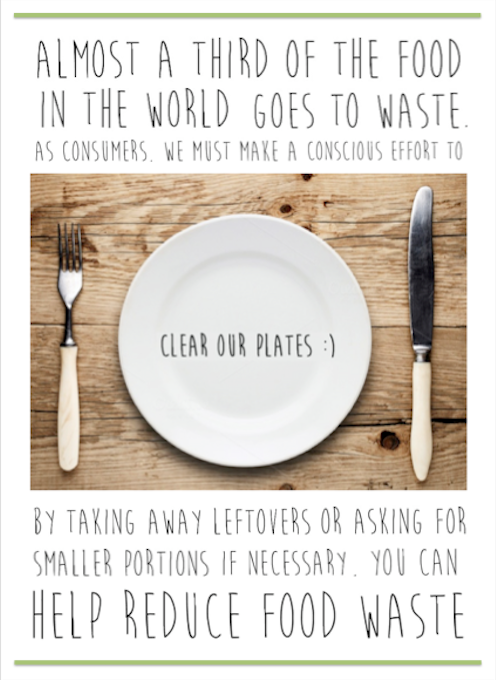 ALMOST A THIRD OF THE FOOD
IN THE WORLD GOES TO WASTE.
AS CONSUMERS, WE MUST MAKE A CONSCIOUS EFFORT TO
CLEAR OUR PLATES :)
BY TAKING AWAY LEFTOVERS OR ASKING FOR
SMALLER PORTIONS IF NECESSARY, YOU CAN
HELP REDUCE FOOD WASTE